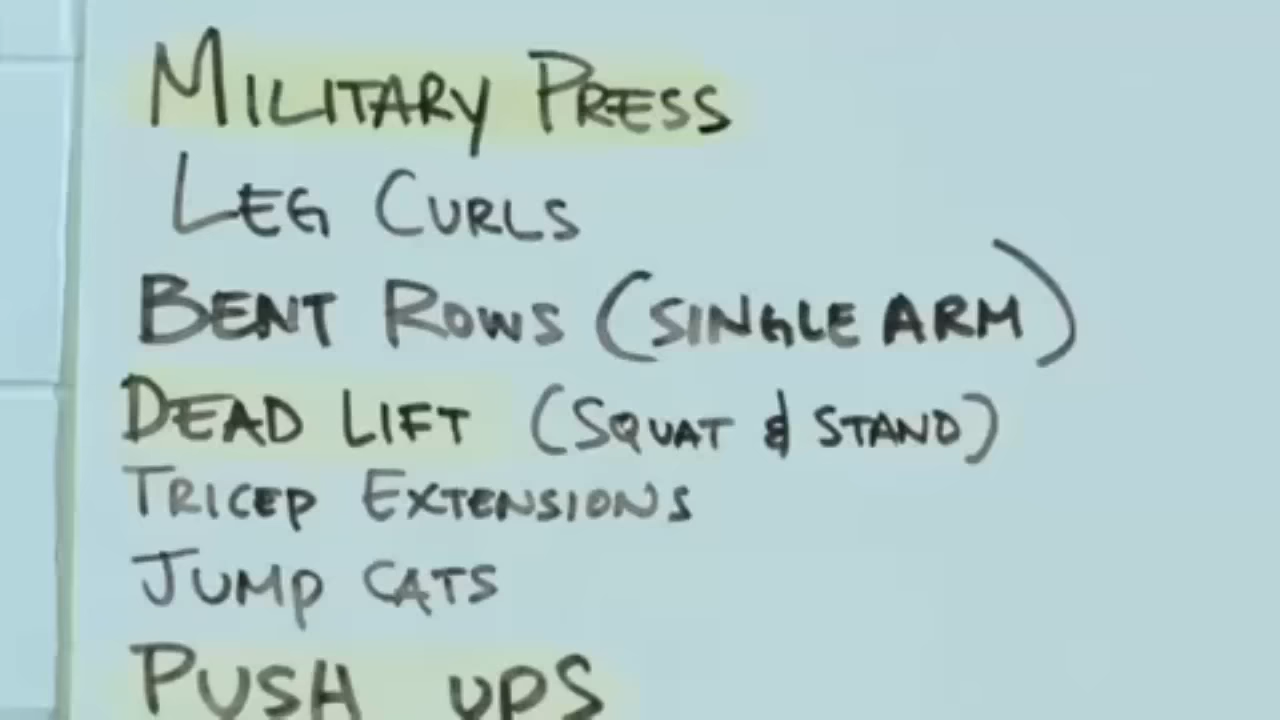 MILITARY PRESS
LEG CURLS
BENT ROWS (SINGLE ARM)
DEAD LIFT (SQUAT & STAND)
TRICEP EXTENSIONS
JUMP CATS
PUSH UPS